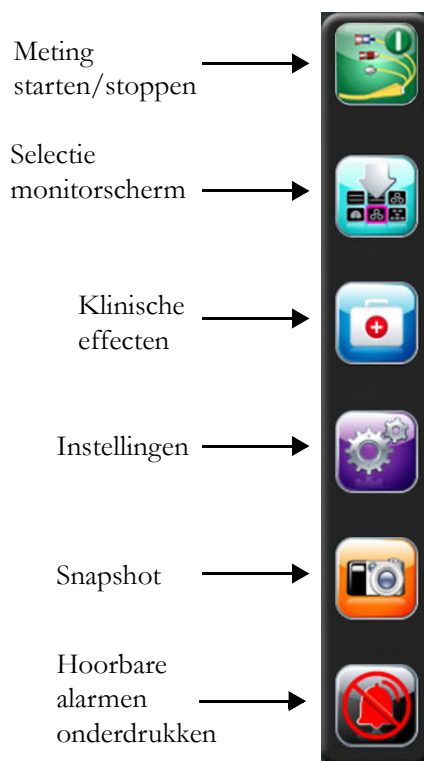 Meting
starten/stoppen
Selectie
monitorscherm
Klinische
effecten
Instellingen
Snapshot
Hoorbare
alarmen
onderdrukken